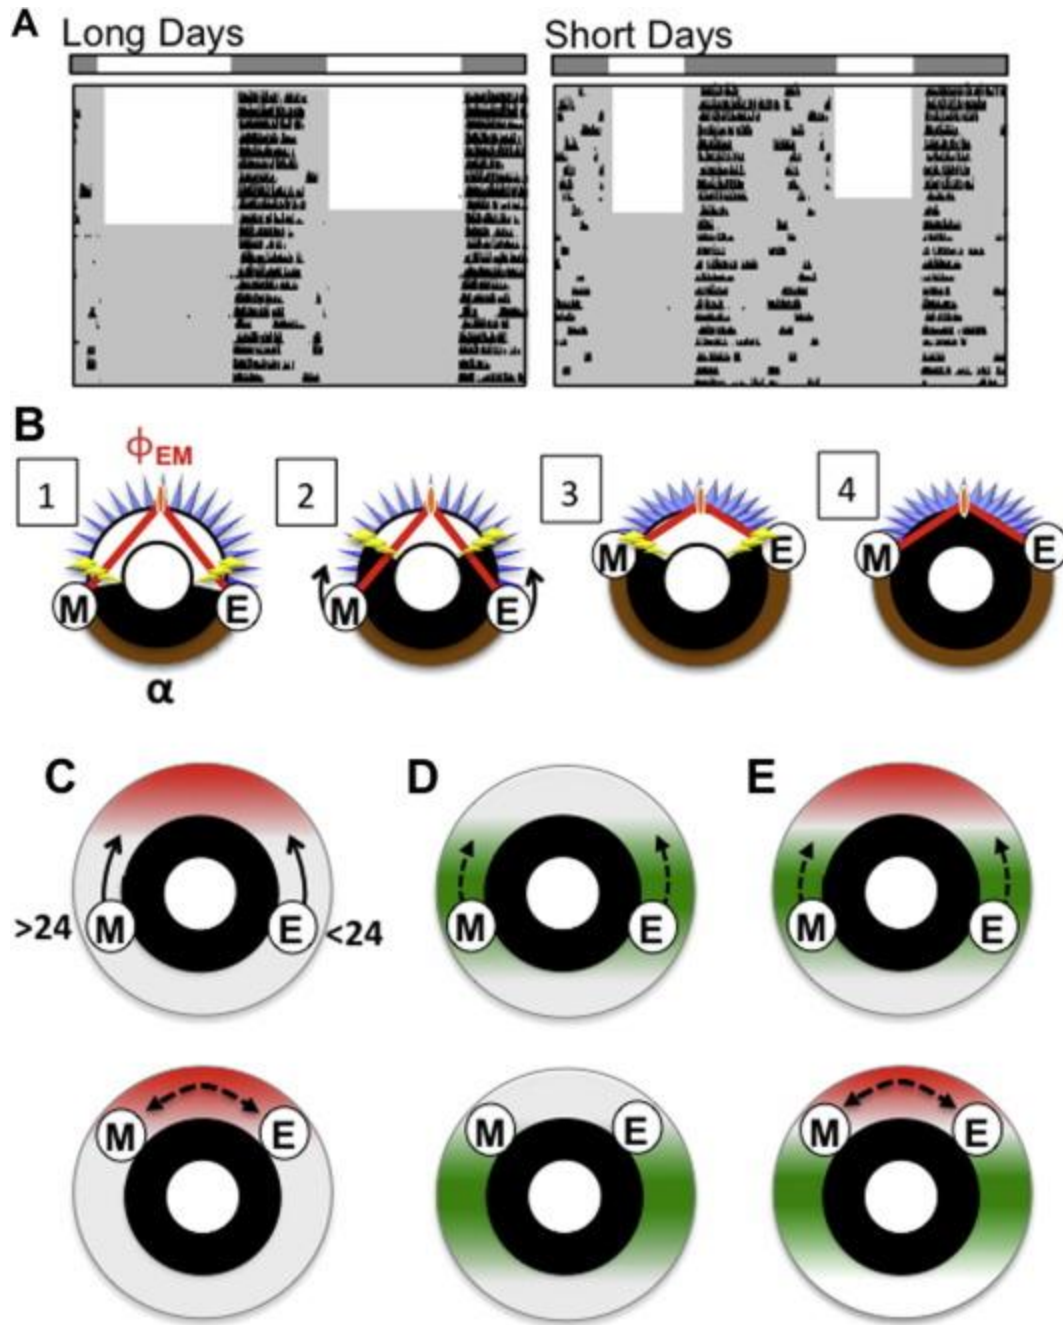 A Long Days Short Days
B
ΦEM
1 2 3 4
M E M E M E M E
α
C D E
>24 M E <24 M E M E
M E M E M E